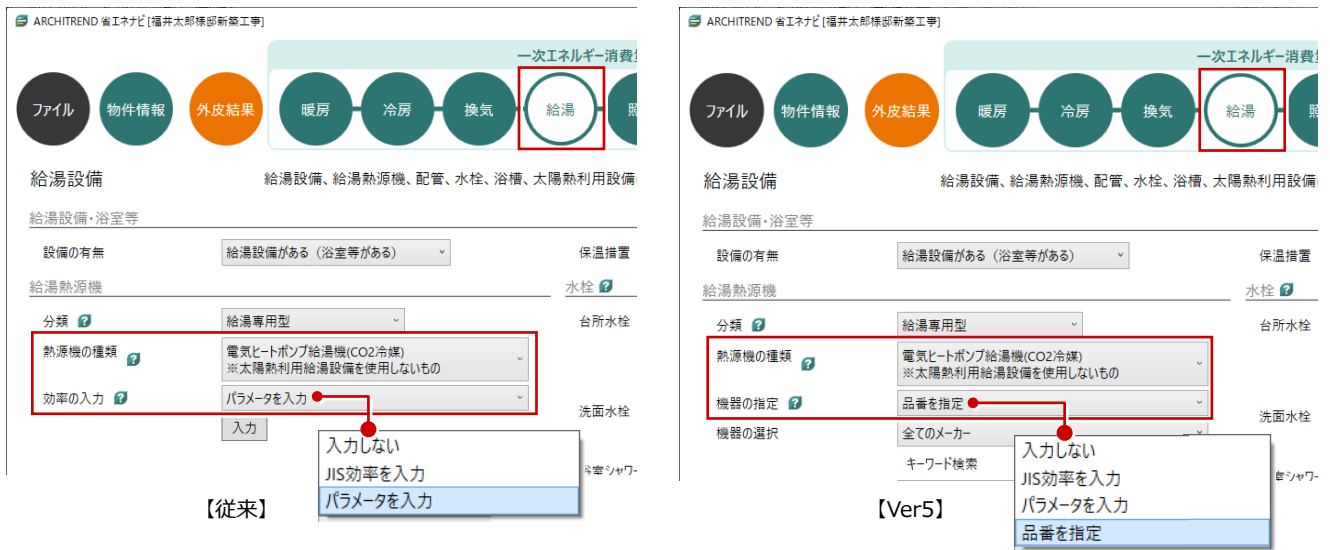 ARCHITREND 省エネナビ [福井太郎様邸新築工事]
一次エネルギー消費
ファイル
物件情報
外皮結果
暖房
冷房
換気
給湯
給湯設備
給湯設備、給湯熱源機、配管、水栓、浴槽、太陽熱利用設備
給湯設備・浴室等
設備の有無
給湯設備がある（浴室等がある）
保温措置
給湯熱源機
水栓 ?
分類 ?
給湯専用型
台所水栓
熱源機の種類 ?
電気ヒートポンプ給湯機(CO2冷媒)
※太陽熱利用給湯設備を使用しないもの
効率の入力 ?
パラメータを入力
洗面水栓
入力
入力しない
JIS効率を入力
パラメータを入力
室シャワー
【従来】
ARCHITREND 省エネナビ [福井太郎様邸新築工事]
一次エネルギー消費
ファイル
物件情報
外皮結果
暖房
冷房
換気
給湯
給湯設備
給湯設備、給湯熱源機、配管、水栓、浴槽、太陽熱利用設備
給湯設備・浴室等
設備の有無
給湯設備がある（浴室等がある）
保温措置
給湯熱源機
水栓 ?
分類 ?
給湯専用型
台所水栓
熱源機の種類 ?
電気ヒートポンプ給湯機(CO2冷媒)
※太陽熱利用給湯設備を使用しないもの
機器の指定 ?
品番を指定
洗面水栓
機器の選択
全てのメーカー
キーワード検索
入力しない
JIS効率を入力
パラメータを入力
品番を指定
室シャワー
【Ver5】